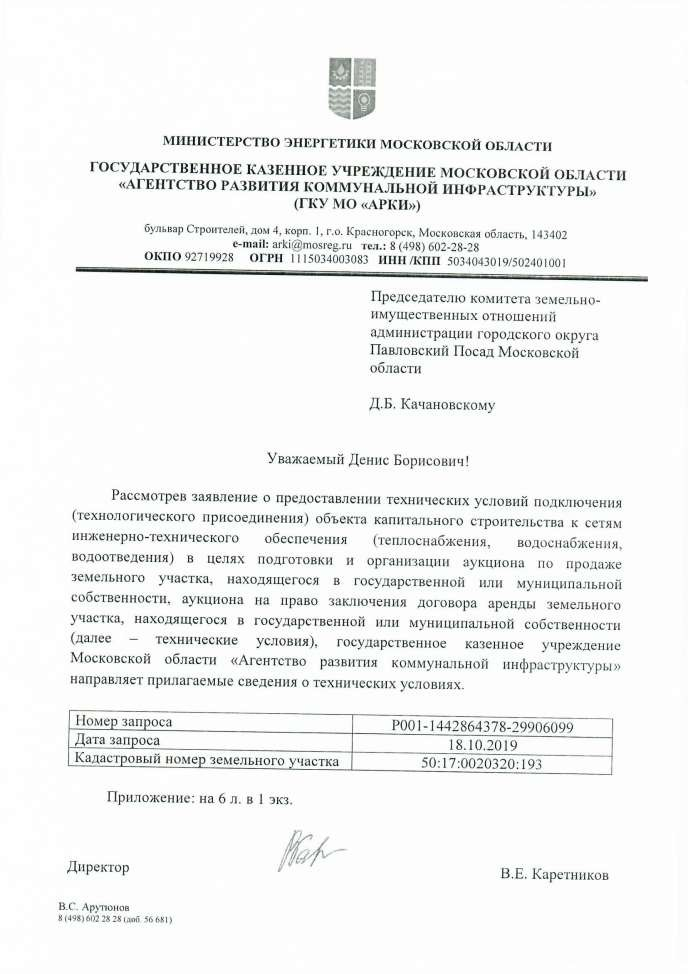 МИНИСТЕРСТВО ЭНЕРГЕТИКИ МОСКОВСКОЙ ОБЛАСТИ
ГОСУДАРСТВЕННОЕ КАЗЕННОЕ УЧРЕЖДЕНИЕ МОСКОВСКОЙ ОБЛАСТИ
«АГЕНТСТВО РАЗВИТИЯ КОММУНАЛЬНОЙ ИНФРАСТРУКТУРЫ»
(ГКУ МО «АРКИ»)
бульвар Строителей, дом 4, корп. 1, г.о. Красногорск, Московская область, 143402
e-mail: arki@mosreg.ru тел.: 8 (498) 602-28-28
ОКПО 92719928 ОГРН 1115034003083 ИНН /КПП 5034043019/502401001
Председателю комитета земельно-
имущественных отношений
администрации городского округа
Павловский Посад Московской
области
Д.Б. Качановскому
Уважаемый Денис Борисович!
Рассмотрев заявление о предоставлении технических условий подключения
(технологического присоединения) объекта капитального строительства к сетям
инженерно-технического обеспечения (теплоснабжения, водоснабжения,
водоотведения) в целях подготовки и организации аукциона по продаже
земельного участка, находящегося в государственной или муниципальной
собственности, аукциона на право заключения договора аренды земельного
участка, находящегося в государственной или муниципальной собственности
(далее – технические условия), государственное казенное учреждение
Московской области «Агентство развития коммунальной инфраструктуры»
направляет прилагаемые сведения о технических условиях.
Номер запроса P001-1442864378-29906099
Дата запроса 18.10.2019
Кадастровый номер земельного участка 50:17:0020320:193
Приложение: на 6 л. в 1 экз.
Директор В.Е. Каретников
В.С. Арутюнов
8 (498) 602 28 28 (доб. 56 681)